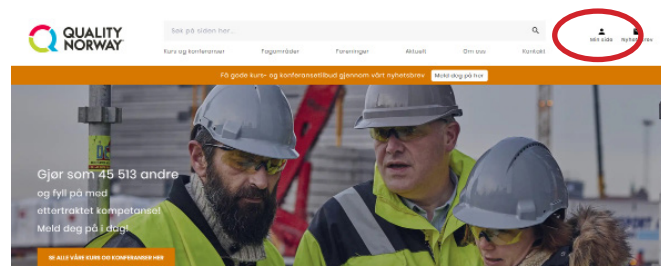 QUALITY
NORWAY
Søk på siden her...
Min side
Nyhetsbrev
Kurs og konferanser
Fagområder
Foreninger
Aktuelt
Om oss
Kontakt
Få gode kurs- og konferansetilbud gjennom vårt nyhetsbrev
Meld deg på her
Gjør som 45 513 andre
og fyll på med
ettertraktet kompetanse!
Meld deg på i dag!
SE ALLE VÅRE KURS OG KONFERANSER HER